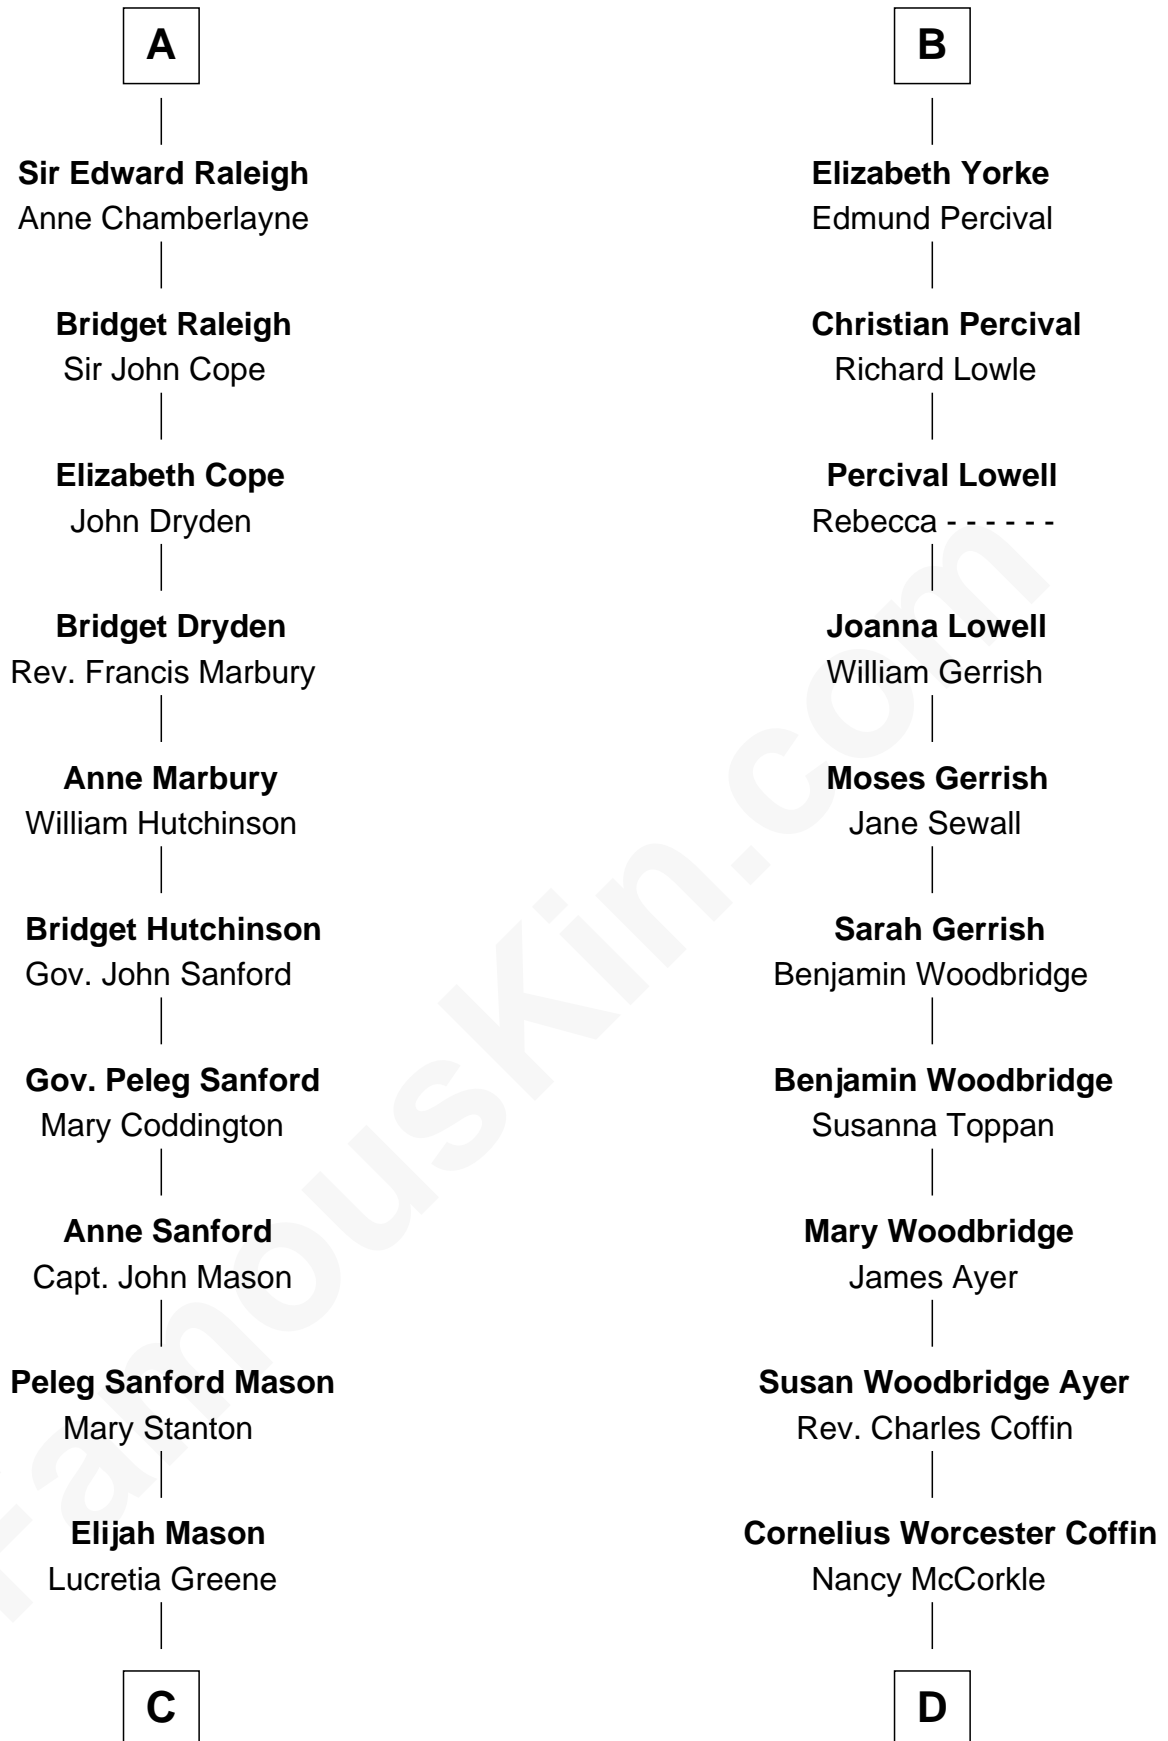 A
Sir Edward Raleigh
Anne Chamberlayne
Bridget Raleigh
Sir John Cope
Elizabeth Cope
John Dryden
Bridget Dryden
Rev. Francis Marbury
Anne Marbury
William Hutchinson
Bridget Hutchinson
Gov. John Sanford
Gov. Peleg Sanford
Mary Coddington
Anne Sanford
Capt. John Mason
Peleg Sanford Mason
Mary Stanton
Elijah Mason
Lucretia Greene
C
B
Elizabeth Yorke
Edmund Percival
Christian Percival
Richard Lowle
Percival Lowell
Rebecca - - - - - -
Joanna Lowell
William Gerrish
Moses Gerrish
Jane Sewall
Sarah Gerrish
Benjamin Woodbridge
Benjamin Woodbridge
Susanna Toppan
Mary Woodbridge
James Ayer
Susan Woodbridge Ayer
Rev. Charles Coffin
Cornelius Worcester Coffin
Nancy McCorkle
D
FamousKin.com